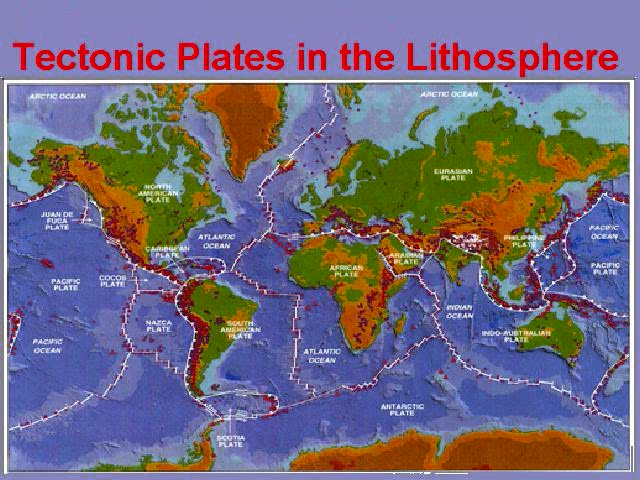 Tectonic Plates in the Lithosphere
ARCTIC OCEAN
ARCTIC OCEAN
EURASIAN
PLATE
NORTH
AMERICAN
PLATE
JUAN DE
FUCA
PLATE
ATLANTIC
OCEAN
CARIBBEAN
PLATE
PHILIPPINE
PLATE
PACIFIC
OCEAN
ARABIAN
PLATE
AFRICAN
PLATE
PACIFIC
PLATE
PACIFIC
PLATE
COCOS
PLATE
INDIAN
OCEAN
NAZCA
PLATE
SOUTH
AMERICAN
PLATE
INDO-AUSTRALIAN
PLATE
PACIFIC
OCEAN
ATLANTIC
OCEAN
ANTARCTIC
PLATE
SCOTIA
PLATE